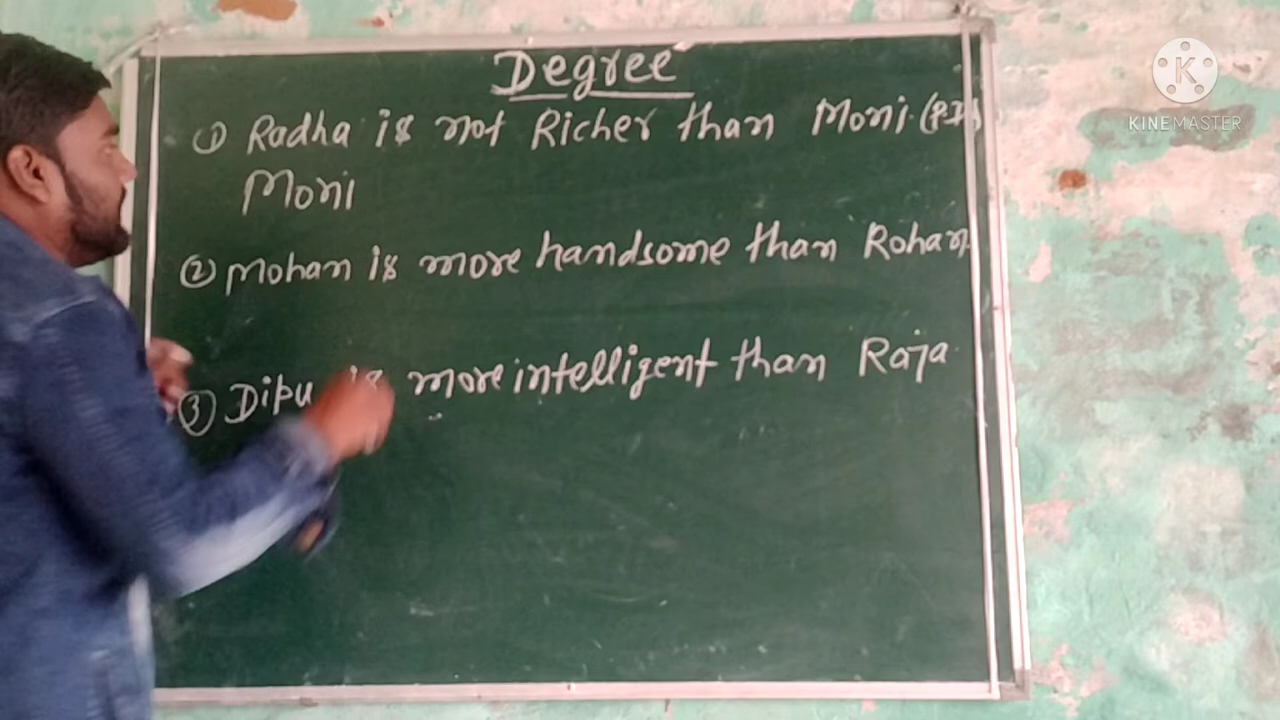 Degree
① Radha is not Richer than Moni.
Moni
② Mohan is more handsome than Rohan
③ Dipu is more intelligent than Raja
KINEMASTER